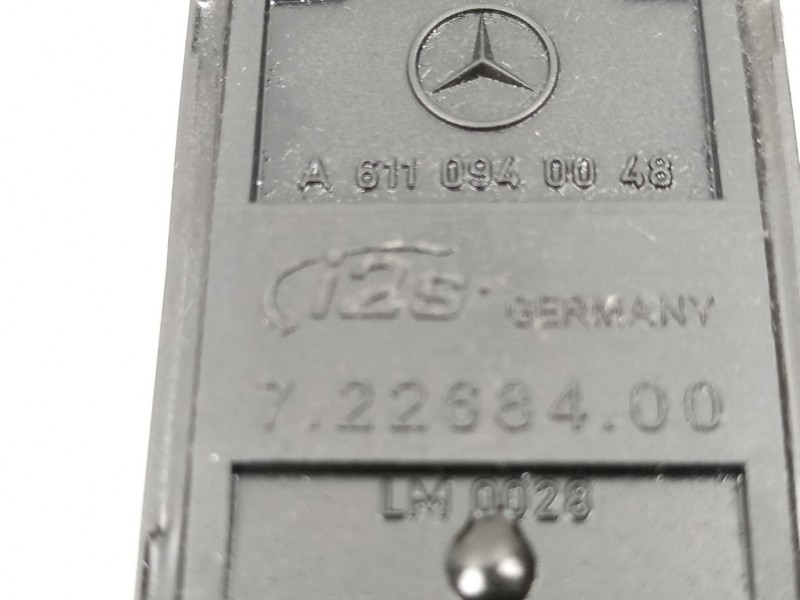 A 611 094 00 48
i2s GERMANY
7.22684.00
LM 0028